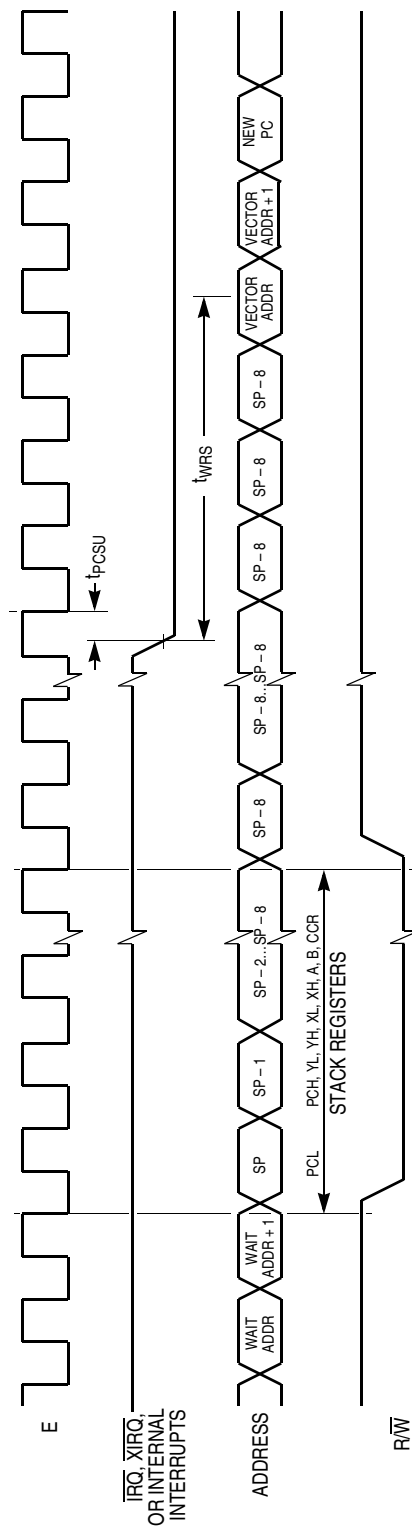 E
IRQ, XIRQ,
OR INTERNAL
INTERRUPTS
tPCSU
tWRS
ADDRESS
WAIT
ADDR
WAIT
ADDR + 1
SP
SP – 1
SP – 2...SP – 8
SP – 8
SP – 8...SP – 8
SP – 8
SP – 8
SP – 8
VECTOR
ADDR
VECTOR
ADDR + 1
NEW
PC
PCL
PCH, YL, YH, XL, XH, A, B, CCR
STACK REGISTERS
R/W